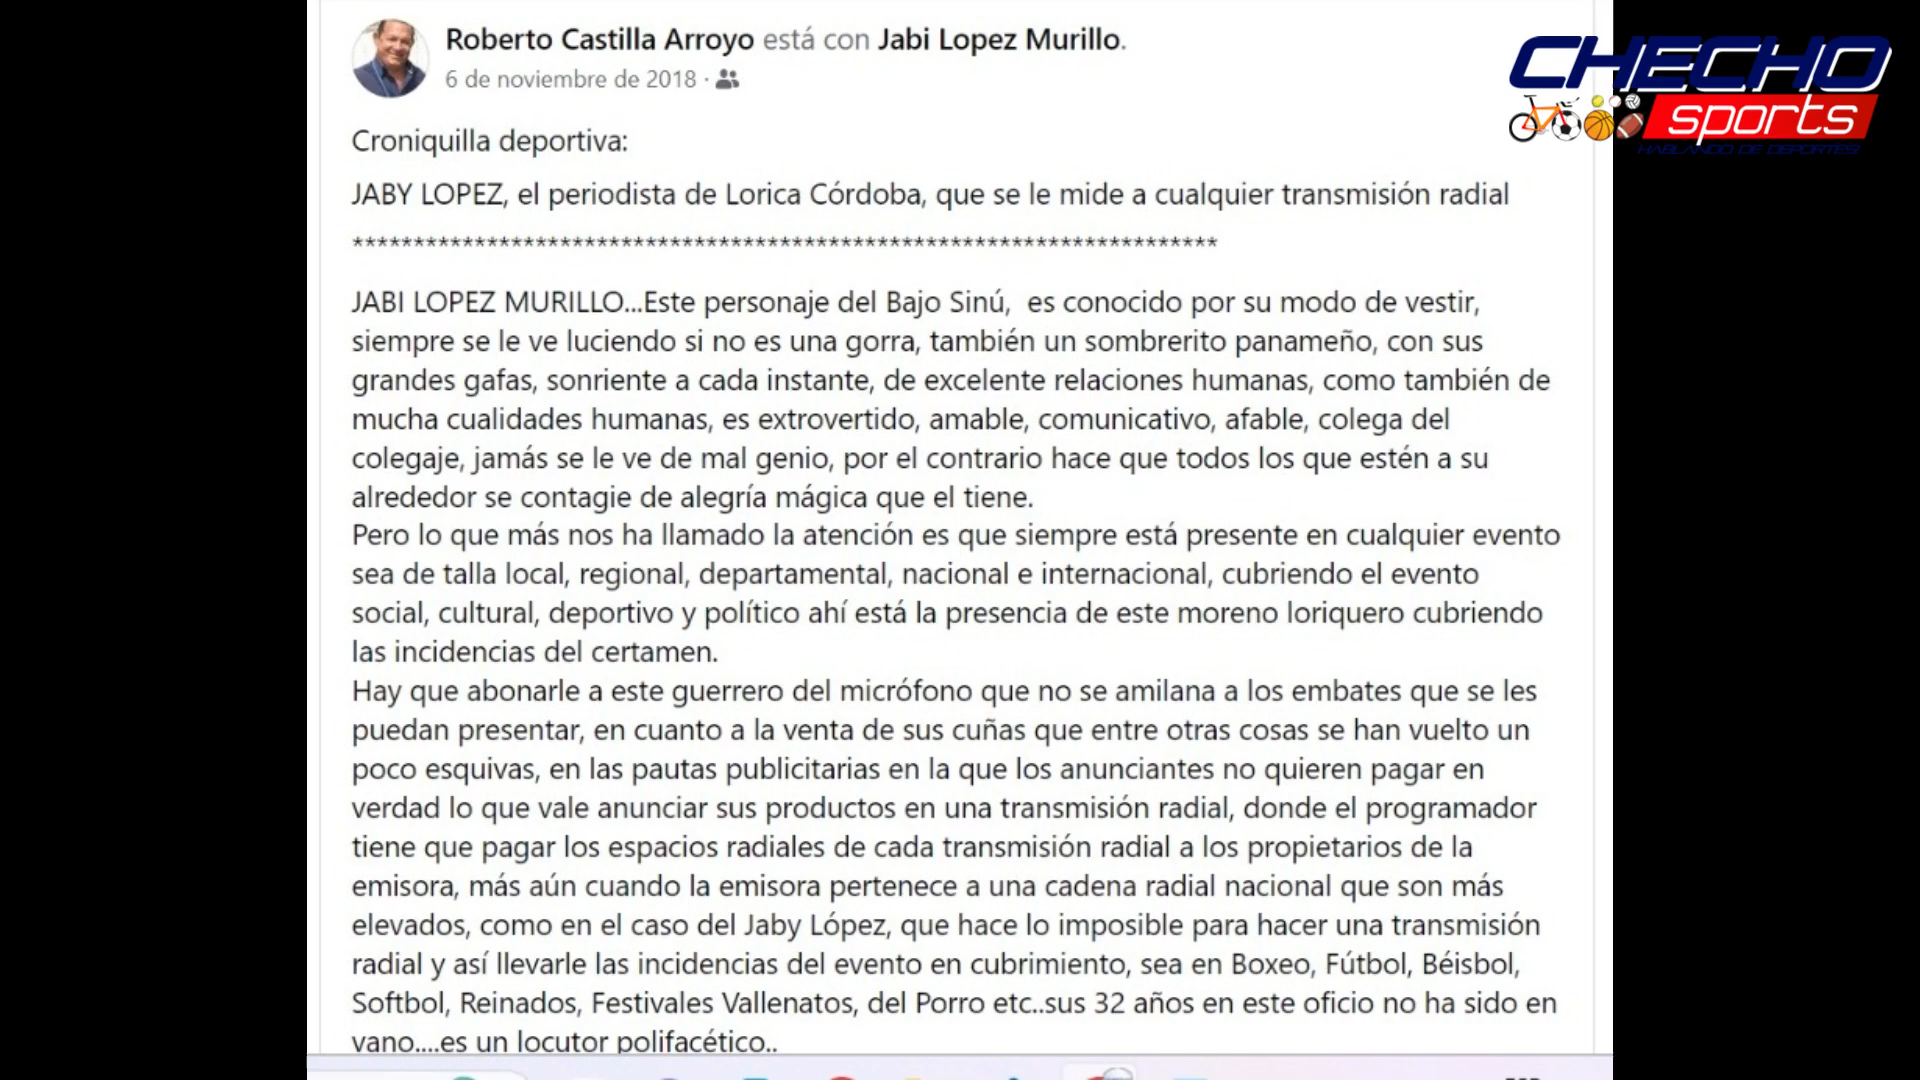 Roberto Castilla Arroyo está con Jabi Lopez Murillo.
6 de noviembre de 2018 ·
CHECHO
sports
HABLANDO DE DEPORTES!
Croniquilla deportiva:
JABY LOPEZ, el periodista de Lorica Córdoba, que se le mide a cualquier transmisión radial
***********************************************************************
JABI LOPEZ MURILLO...Este personaje del Bajo Sinú,  es conocido por su modo de vestir,
siempre se le ve luciendo si no es una gorra, también un sombrerito panameño, con sus
grandes gafas, sonriente a cada instante, de excelente relaciones humanas, como también de
mucha cualidades humanas, es extrovertido, amable, comunicativo, afable, colega del
colegaje, jamás se le ve de mal genio, por el contrario hace que todos los que estén a su
alrededor se contagie de alegría mágica que el tiene.
Pero lo que más nos ha llamado la atención es que siempre está presente en cualquier evento
sea de talla local, regional, departamental, nacional e internacional, cubriendo el evento
social, cultural, deportivo y político ahí está la presencia de este moreno loriquero cubriendo
las incidencias del certamen.
Hay que abonarle a este guerrero del micrófono que no se amilana a los embates que se les
puedan presentar, en cuanto a la venta de sus cuñas que entre otras cosas se han vuelto un
poco esquivas, en las pautas publicitarias en la que los anunciantes no quieren pagar en
verdad lo que vale anunciar sus productos en una transmisión radial, donde el programador
tiene que pagar los espacios radiales de cada transmisión radial a los propietarios de la
emisora, más aún cuando la emisora pertenece a una cadena radial nacional que son más
elevados, como en el caso del Jaby López, que hace lo imposible para hacer una transmisión
radial y así llevarle las incidencias del evento en cubrimiento, sea en Boxeo, Fútbol, Béisbol,
Softbol, Reinados, Festivales Vallenatos, del Porro etc..sus 32 años en este oficio no ha sido en
vano....es un locutor polifacético..